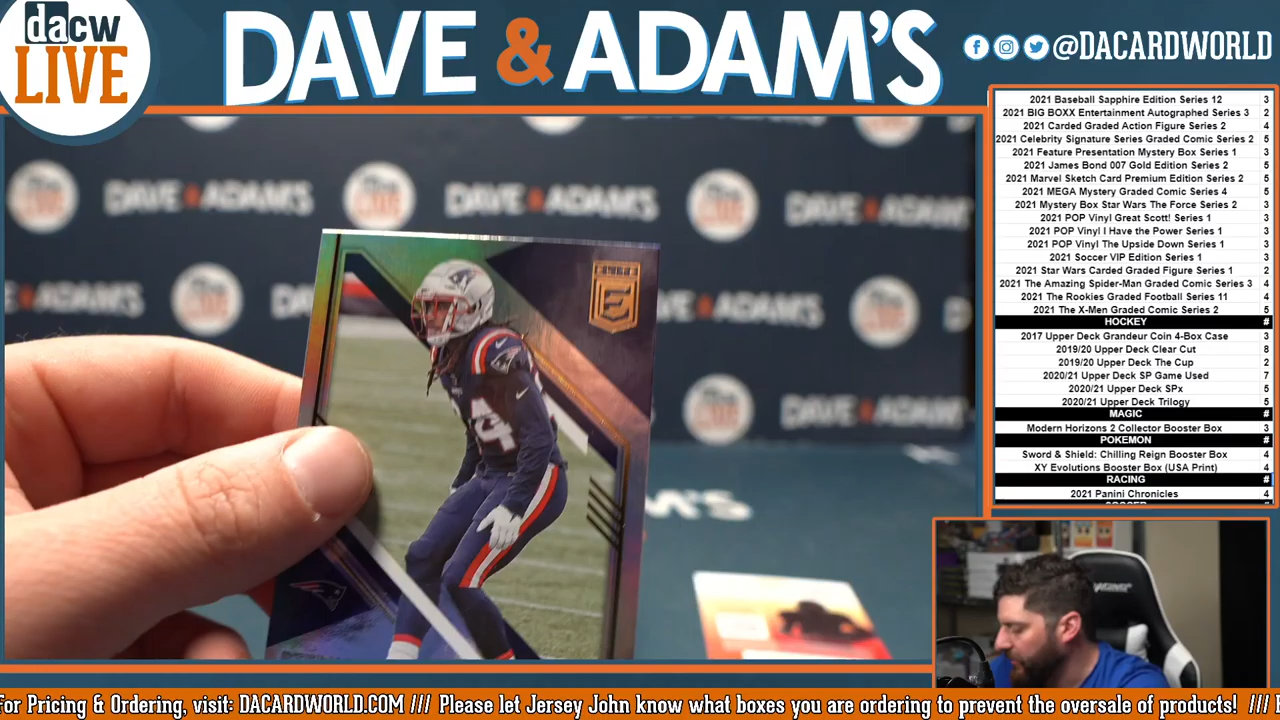 dacw
LIVE
DAVE & ADAM'S
@DACARDWORLD
2021 Baseball Sapphire Edition Series 12 3
2021 BIG BOXX Entertainment Autographed Series 3 2
2021 Carded Graded Action Figure Series 2 4
2021 Celebrity Signature Series Graded Comic Series 2 5
2021 Feature Presentation Mystery Box Series 1 3
2021 James Bond 007 Gold Edition Series 2 5
2021 Marvel Sketch Card Premium Edition Series 2 5
2021 MEGA Mystery Graded Comic Series 4 5
2021 Mystery Box Star Wars The Force Series 2 3
2021 POP Vinyl Great Scott! Series 1 3
2021 POP Vinyl I Have the Power Series 1 3
2021 POP Vinyl The Upside Down Series 1 3
2021 Soccer VIP Edition Series 1 3
2021 Star Wars Carded Graded Figure Series 1 2
2021 The Amazing Spider-Man Graded Comic Series 3 4
2021 The Rookies Graded Football Series 11 4
2021 The X-Men Graded Comic Series 2 5
HOCKEY #
2017 Upper Deck Grandeur Coin 4-Box Case 3
2019/20 Upper Deck Clear Cut 8
2019/20 Upper Deck The Cup 2
2020/21 Upper Deck SP Game Used 7
2020/21 Upper Deck SPx 5
2020/21 Upper Deck Trilogy 5
MAGIC #
Modern Horizons 2 Collector Booster Box 3
POKEMON #
Sword & Shield: Chilling Reign Booster Box 4
XY Evolutions Booster Box (USA Print) 4
RACING #
2021 Panini Chronicles 4
DAVE & ADAM'S
DAVE & ADAM'S
DAVE & ADAM'S
ADAM'S
DAVE & ADAM'S
AM'S
ELITE
24
For Pricing & Ordering, visit: DACARDWORLD.COM /// Please let Jersey John know what boxes you are ordering to prevent the oversale of products! ///